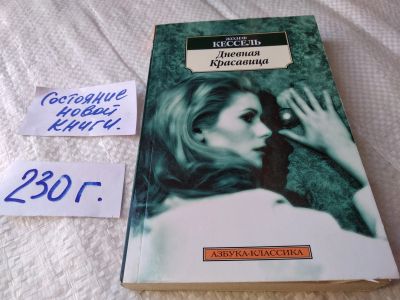 Состояние
новой
книги.
230 г.
ЖОЗЕФ
КЕССЕЛЬ
Дневная
Красавица
АЗБУКА-КЛАССИКА